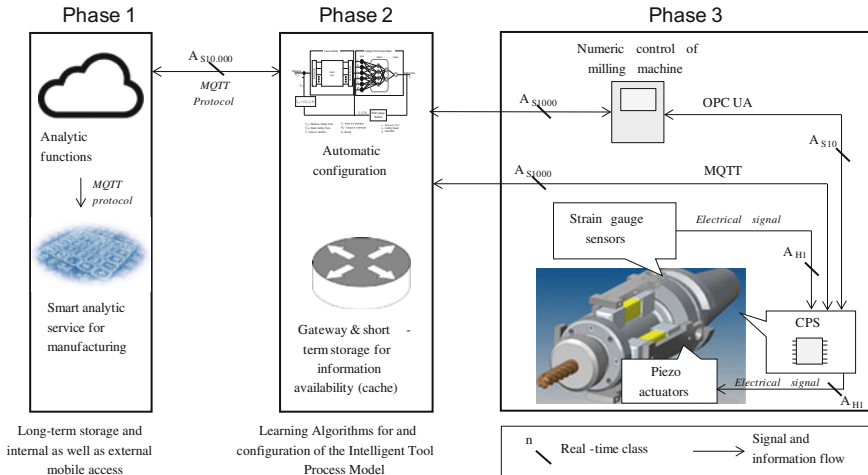 Phase 1
Phase 2
Phase 3
Analytic
functions
MQTT
protocol
Smart analytic
service for
manufacturing
Long-term storage and
internal as well as external
mobile access
A S10.000
MQTT
Protocol
Automatic
configuration
Gateway & short -
term storage for
information
availability (cache)
Learning Algorithms for and
configuration of the Intelligent Tool
Process Model
Numeric control of
milling machine
A S1000
OPC UA
A S10
A S1000
MQTT
Strain gauge
sensors
Electrical signal
A H1
CPS
Piezo
actuators
Electrical signal
A H1
n
Real -time class
Signal and
information flow